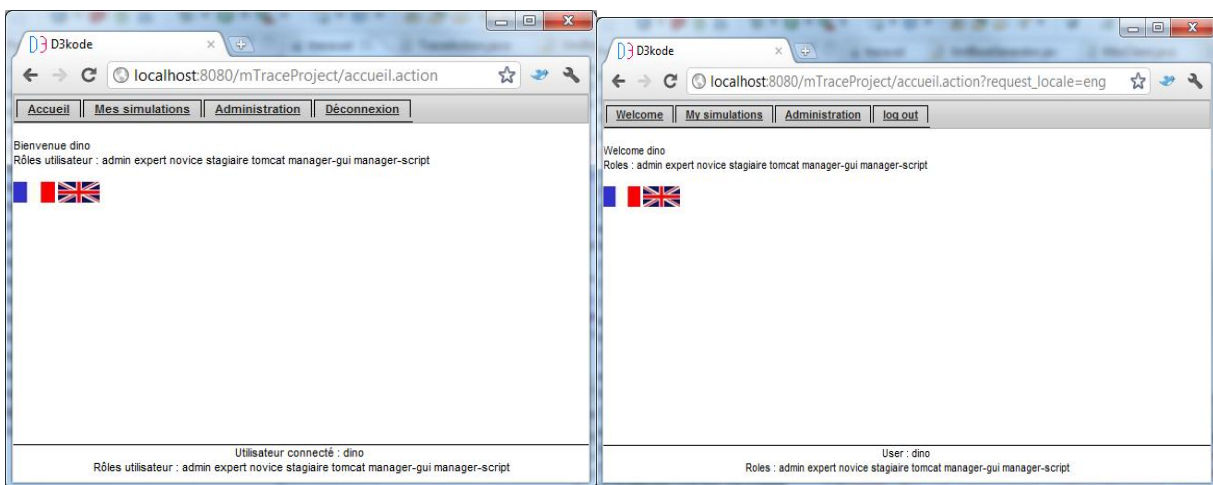 D3kode
localhost:8080/mTraceProject/accueil.action
Accueil Mes simulations Administration Déconnexion
Bienvenue dino
Rôles utilisateur : admin expert novice stagiaire tomcat manager-gui manager-script
Utilisateur connecté : dino
Rôles utilisateur : admin expert novice stagiaire tomcat manager-gui manager-script
D3kode
localhost:8080/mTraceProject/accueil.action?request_locale=eng
Welcome My simulations Administration log out
Welcome dino
Roles : admin expert novice stagiaire tomcat manager-gui manager-script
User : dino
Roles : admin expert novice stagiaire tomcat manager-gui manager-script